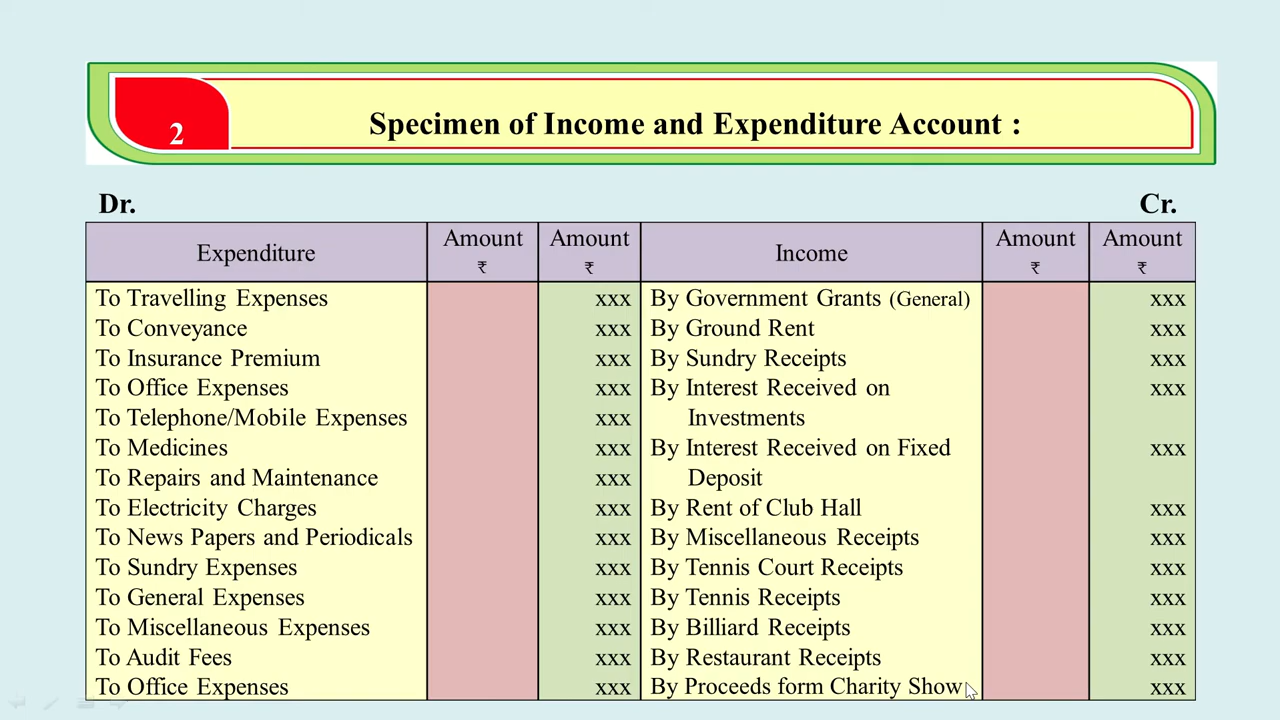 2
Specimen of Income and Expenditure Account :
Dr.
Cr.
Expenditure Amount ₹ Amount ₹ Income Amount ₹ Amount ₹
To Travelling Expenses xxx By Government Grants (General) xxx
To Conveyance xxx By Ground Rent xxx
To Insurance Premium xxx By Sundry Receipts xxx
To Office Expenses xxx By Interest Received on xxx
To Telephone/Mobile Expenses xxx Investments
To Medicines xxx By Interest Received on Fixed xxx
To Repairs and Maintenance xxx Deposit
To Electricity Charges xxx By Rent of Club Hall xxx
To News Papers and Periodicals xxx By Miscellaneous Receipts xxx
To Sundry Expenses xxx By Tennis Court Receipts xxx
To General Expenses xxx By Tennis Receipts xxx
To Miscellaneous Expenses xxx By Billiard Receipts xxx
To Audit Fees xxx By Restaurant Receipts xxx
To Office Expenses xxx By Proceeds form Charity Show xxx